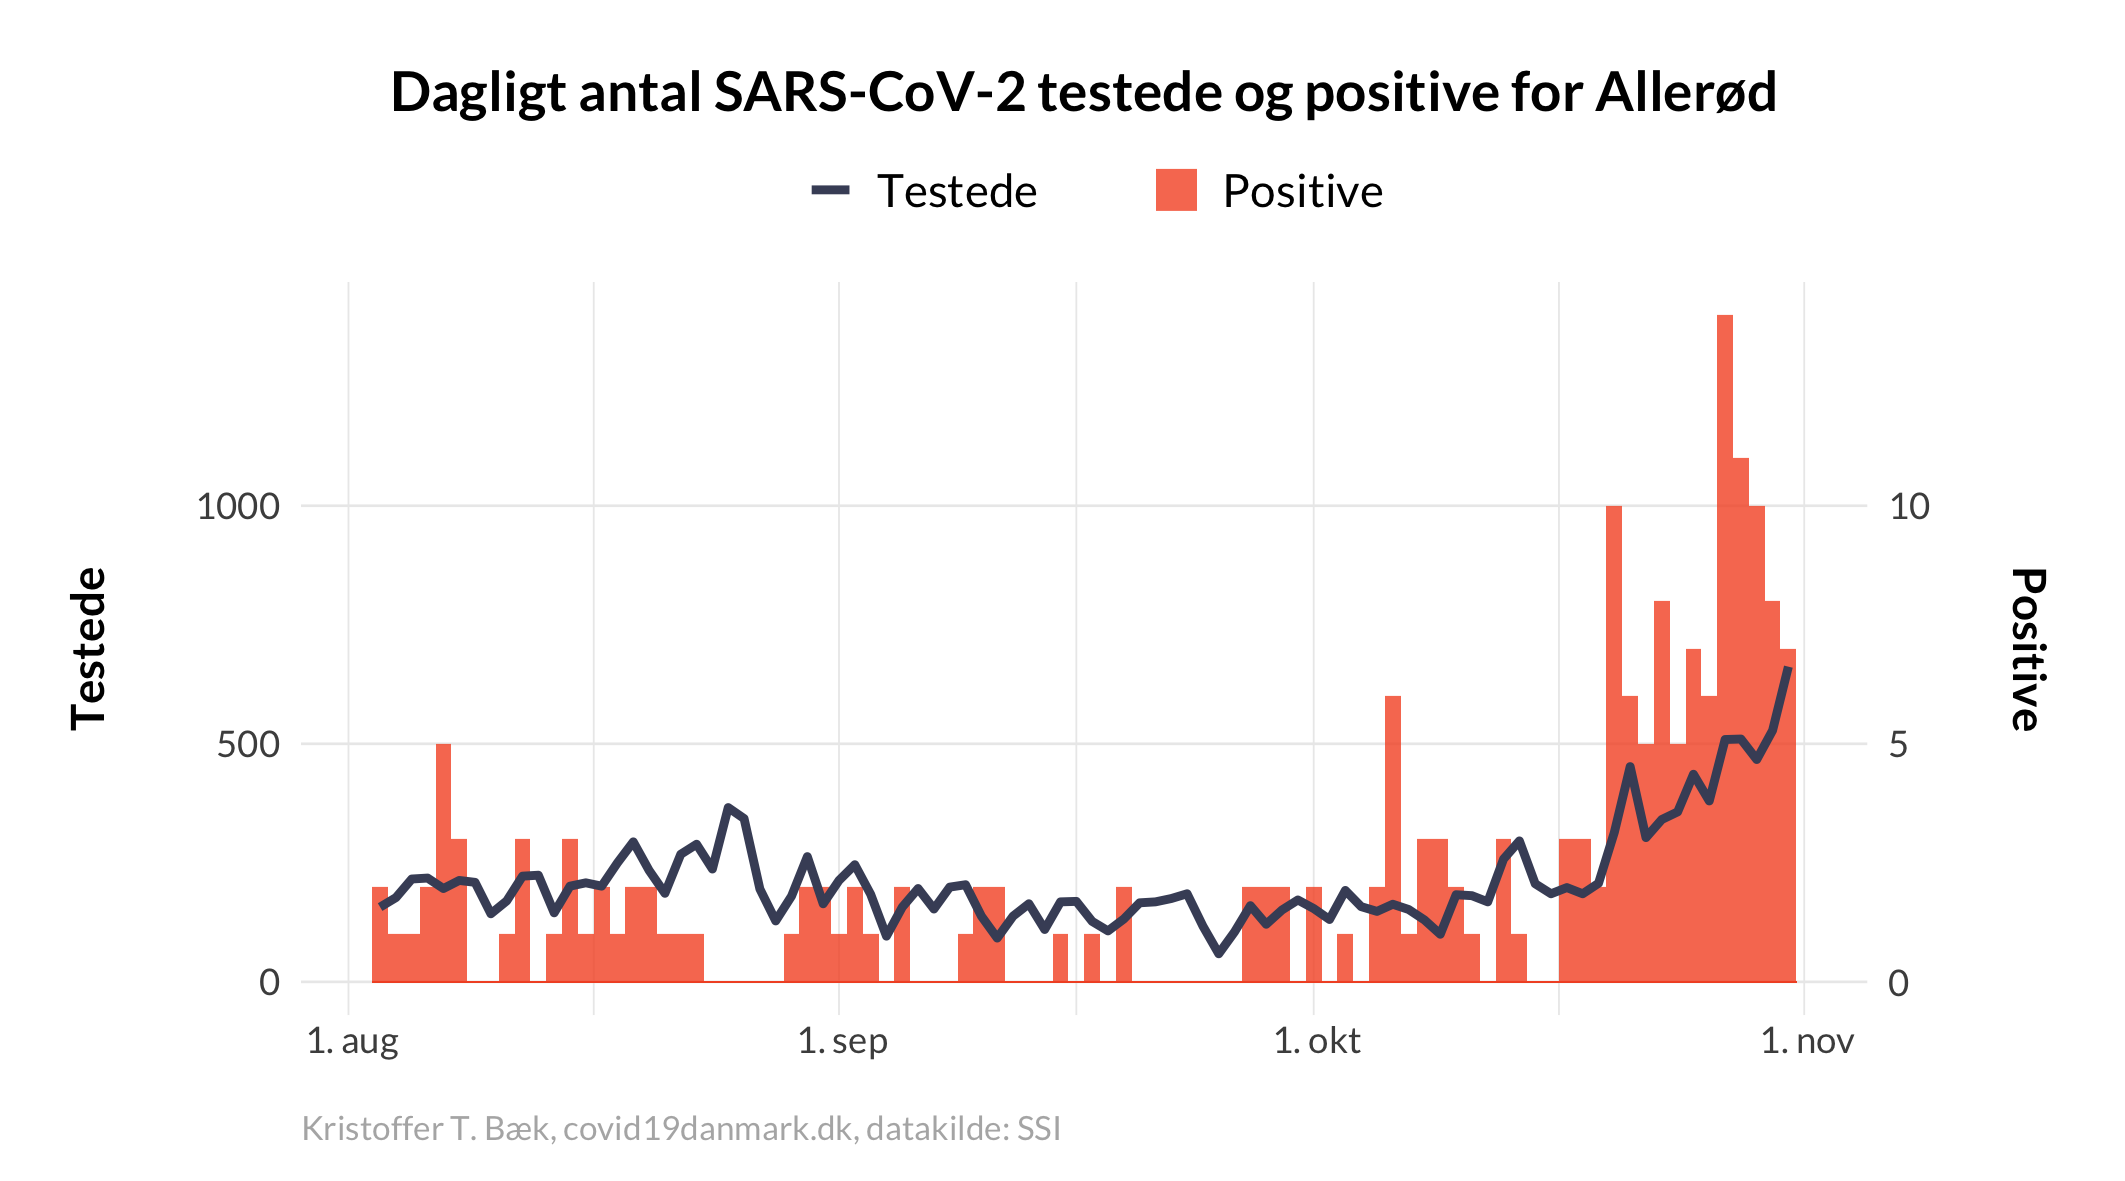 Dagligt antal SARS-CoV-2 testede og positive for Allerød
Testede
Positive
1000
500
0
Testede
10
5
0
Positive
1. aug
1. sep
1. okt
1. nov
Kristoffer T. Bæk, covid19danmark.dk, datakilde: SSI